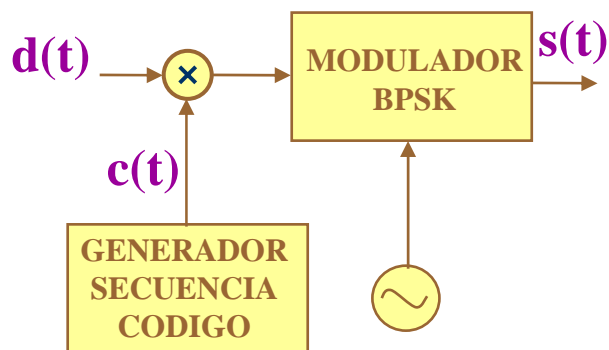 d(t)
×
MODULADOR
BPSK
s(t)
c(t)
GENERADOR
SECUENCIA
CODIGO